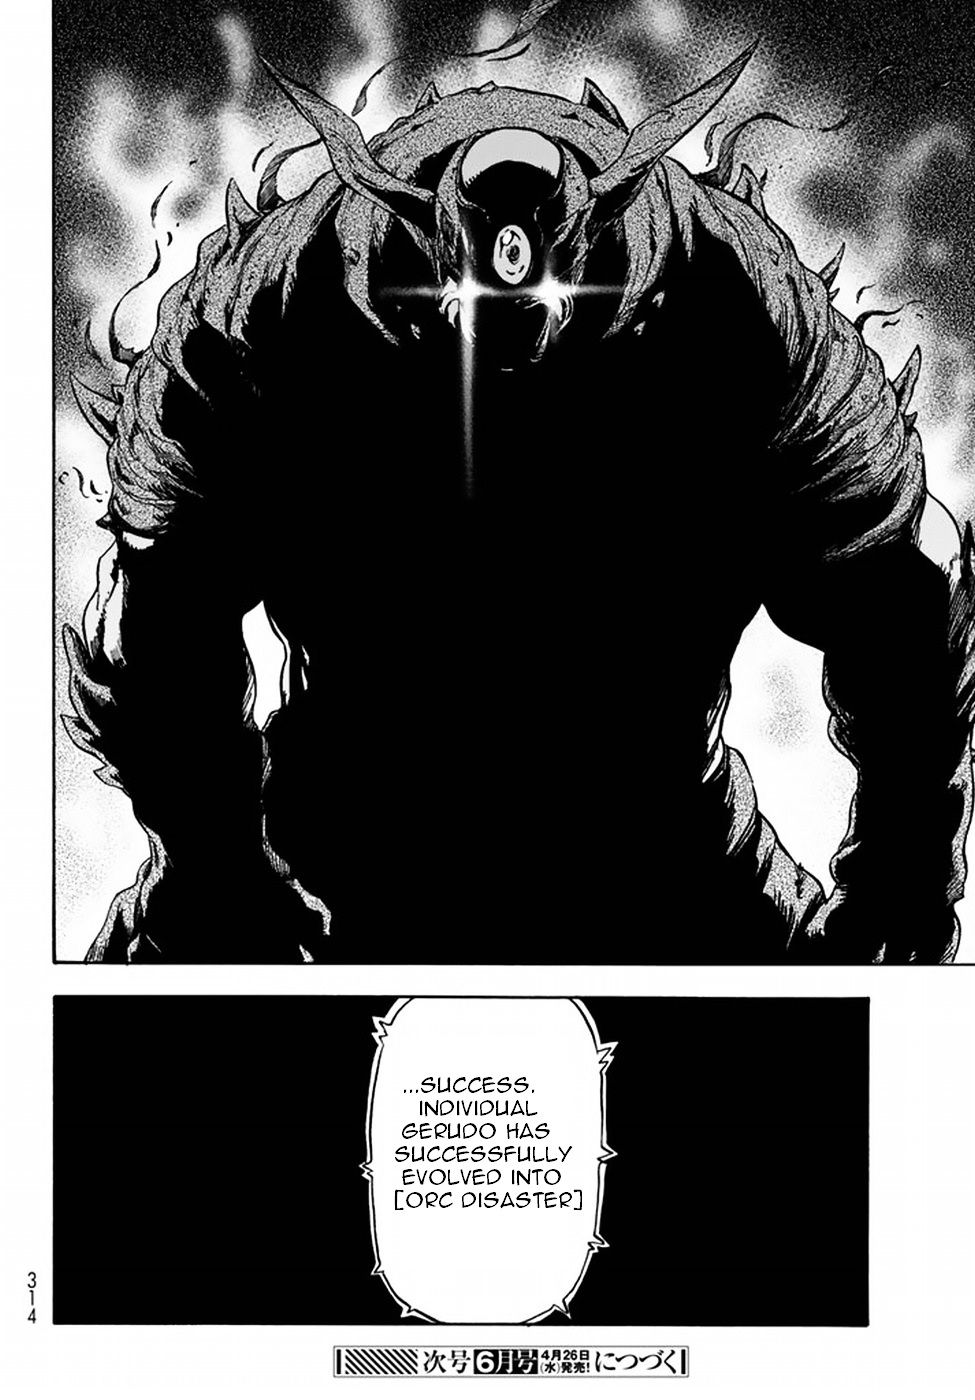 ...SUCCESS.
INDIVIDUAL
GERUDO HAS
SUCCESSFULLY
EVOLVED INTO
[ORC DISASTER]
314
次号6月号 4月26日(水)発売! につづく